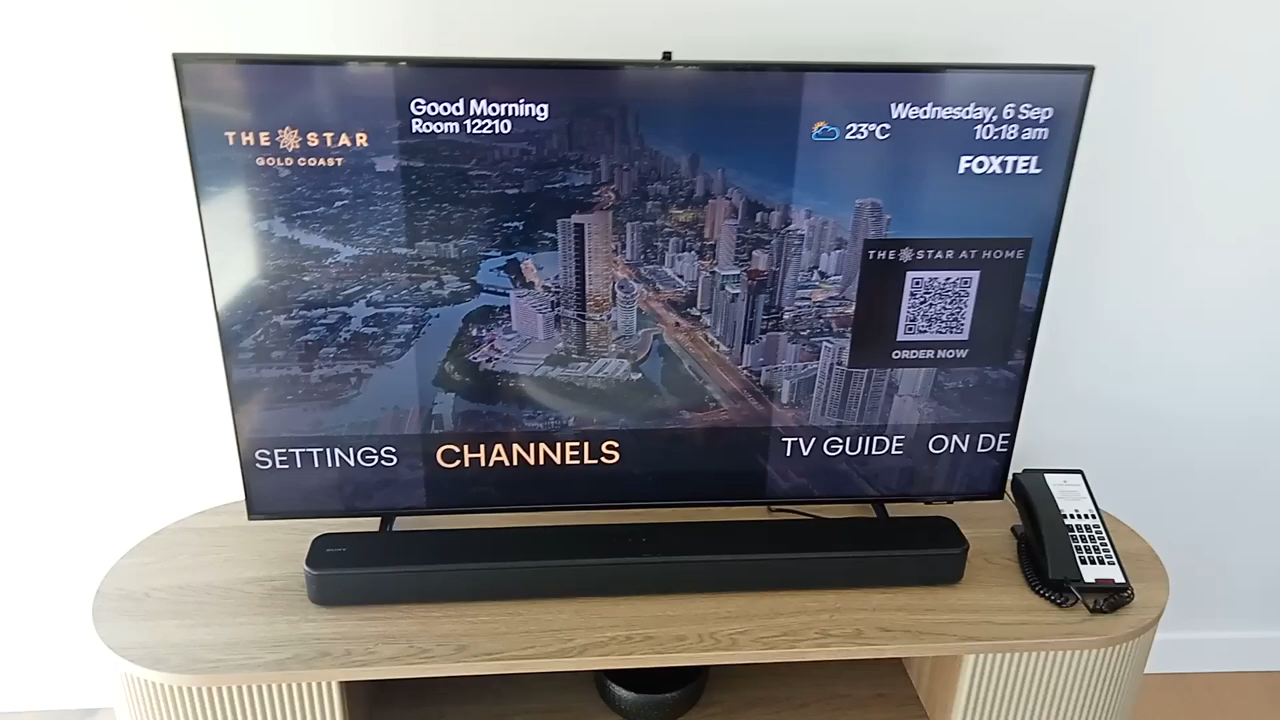 Good Morning
Room 12210
THE STAR
GOLD COAST
Wednesday, 6 Sep
23°C
10:18 am
FOXTEL
THE STAR AT HOME
ORDER NOW
SETTINGS
CHANNELS
TV GUIDE
ON DE
SONY